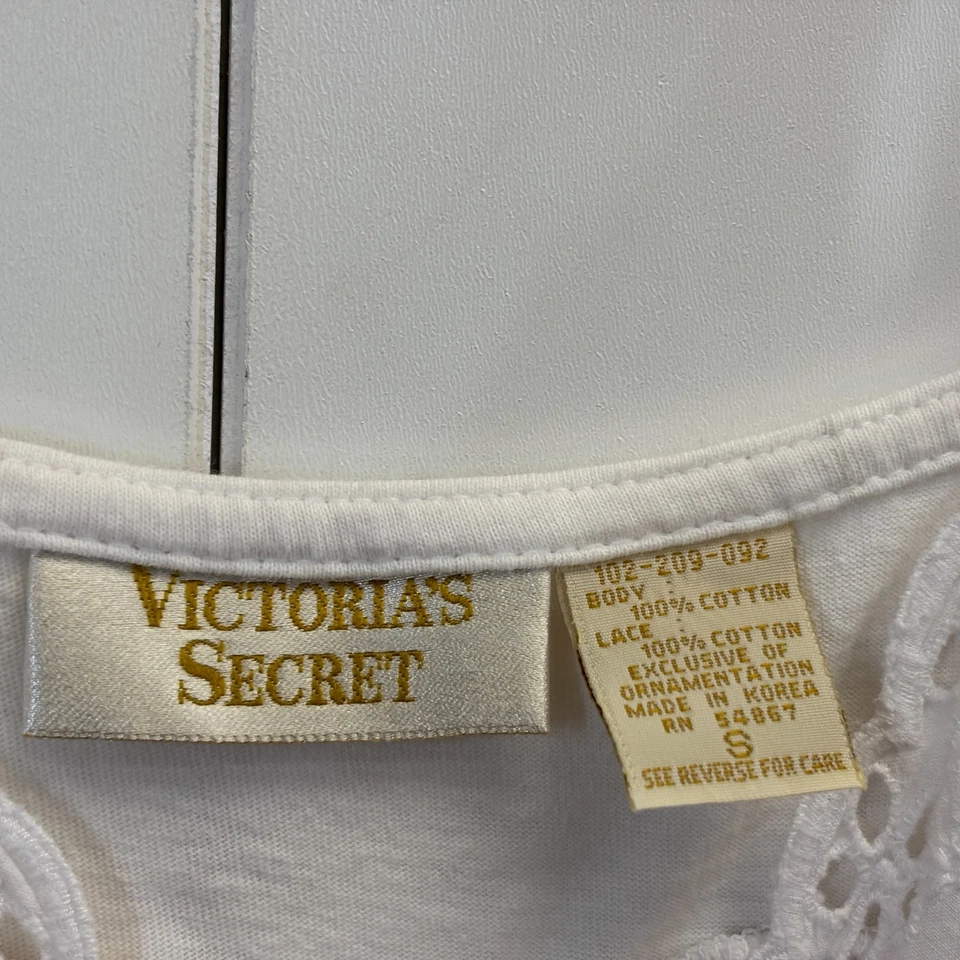 VICTORIA'S
SECRET
102-209-092
BODY :
100% COTTON
LACE :
100% COTTON
EXCLUSIVE OF
ORNAMENTATION
MADE IN KOREA
RN 54867
S
SEE REVERSE FOR CARE